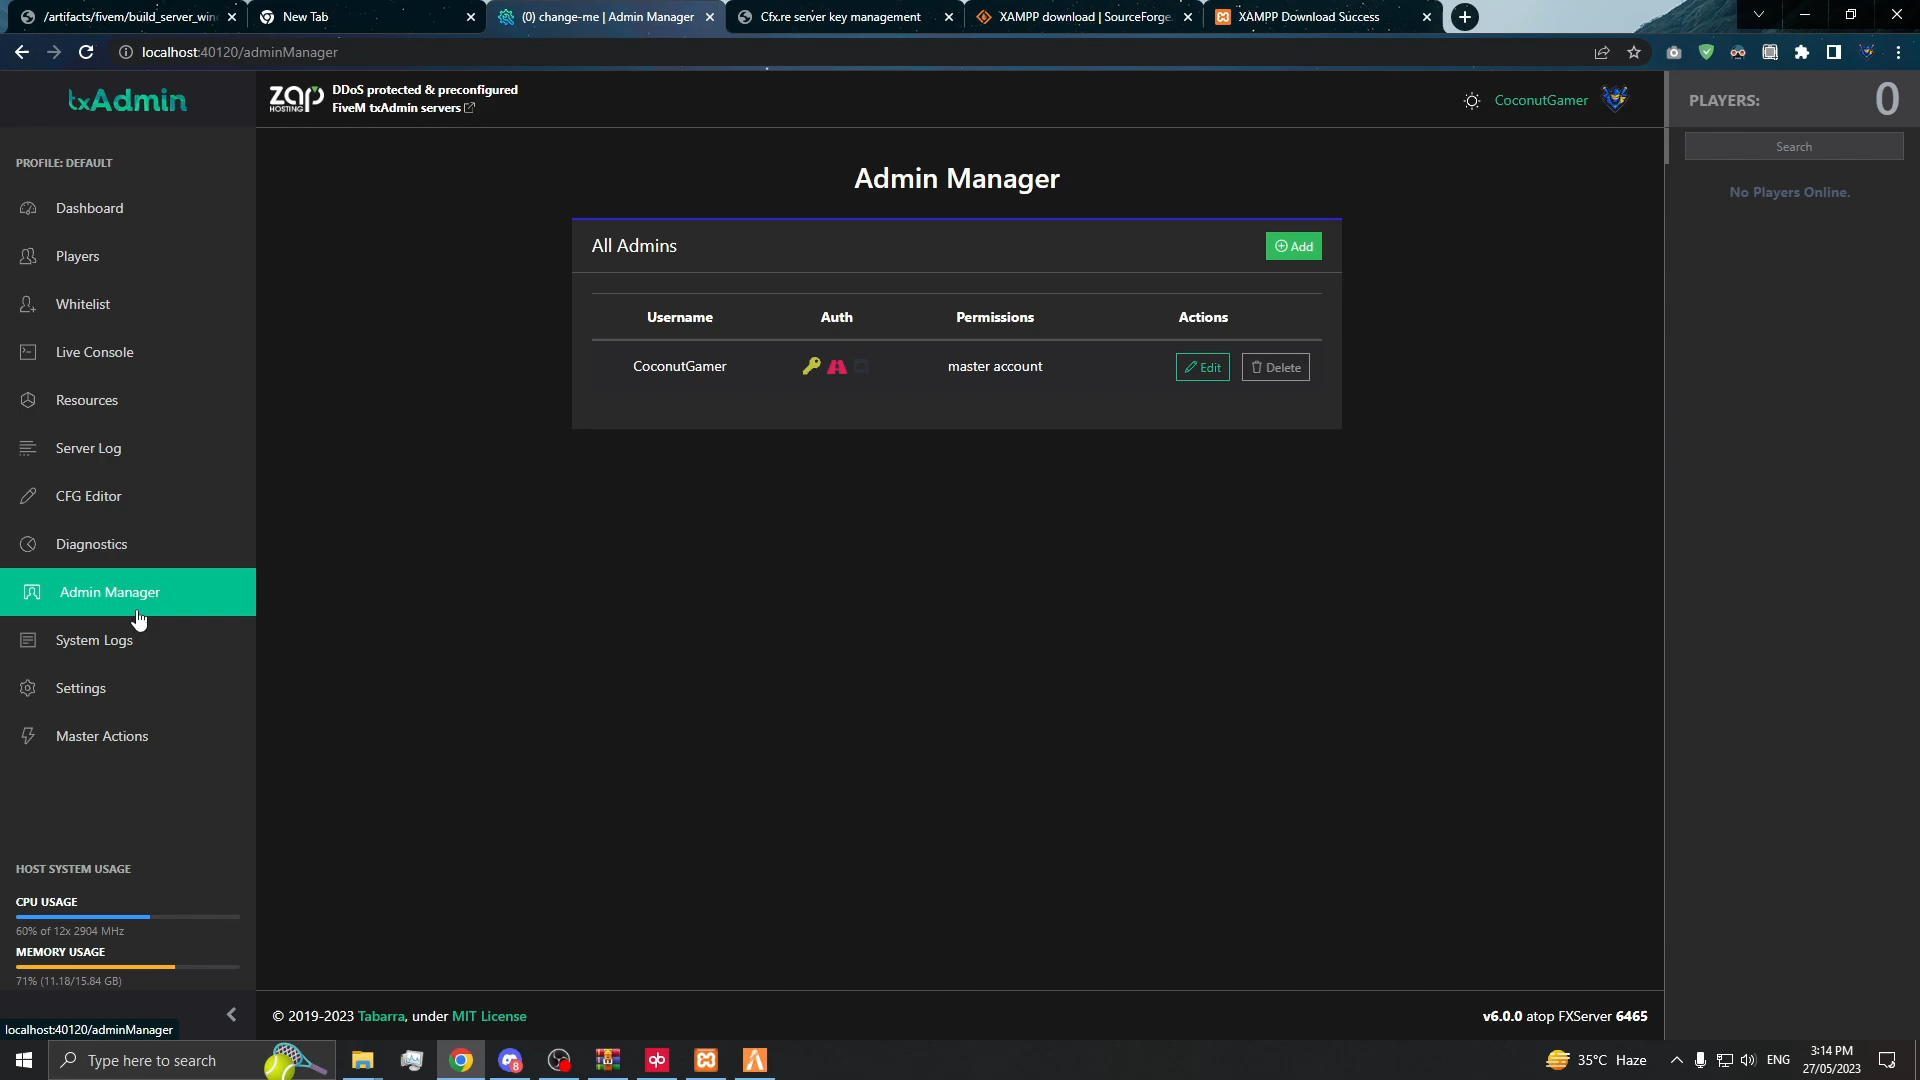 /artifacts/fivem/build_server_win
New Tab
(0) change-me | Admin Manager
Cfx.re server key management
XAMPP download | SourceForge.
XAMPP Download Success
localhost:40120/adminManager
txAdmin
ZAP HOSTING
DDoS protected & preconfigured
FiveM txAdmin servers
CoconutGamer
PLAYERS:
0
Search
No Players Online.
PROFILE: DEFAULT
Dashboard
Players
Whitelist
Live Console
Resources
Server Log
CFG Editor
Diagnostics
Admin Manager
System Logs
Settings
Master Actions
Admin Manager
All Admins
Add
Username Auth Permissions Actions
CoconutGamer master account Edit Delete
HOST SYSTEM USAGE
CPU USAGE
60% of 12x 2904 MHz
MEMORY USAGE
71% (11.18/15.84 GB)
localhost:40120/adminManager
© 2019-2023 Tabarra, under MIT License
v6.0.0 atop FXServer 6465
Type here to search
8
qb
35°C Haze
ENG
3:14 PM
27/05/2023